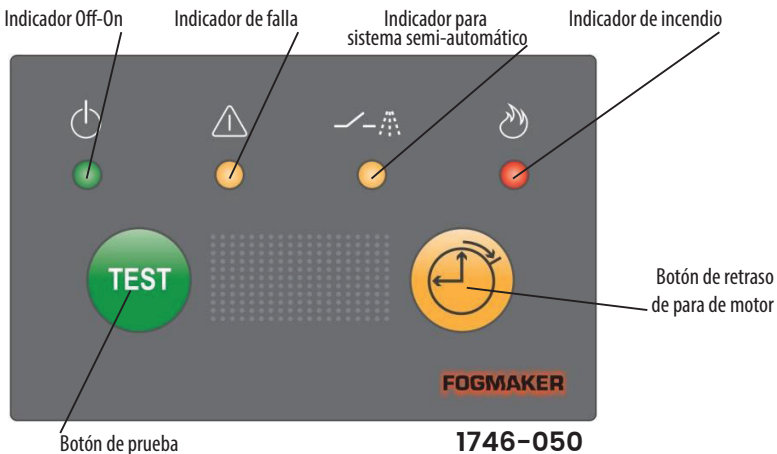 Indicador Off-On
Indicador de falla
Indicador para
sistema semi-automático
Indicador de incendio
TEST
Botón de retraso
de para de motor
FOGMAKER
Botón de prueba
1746-050